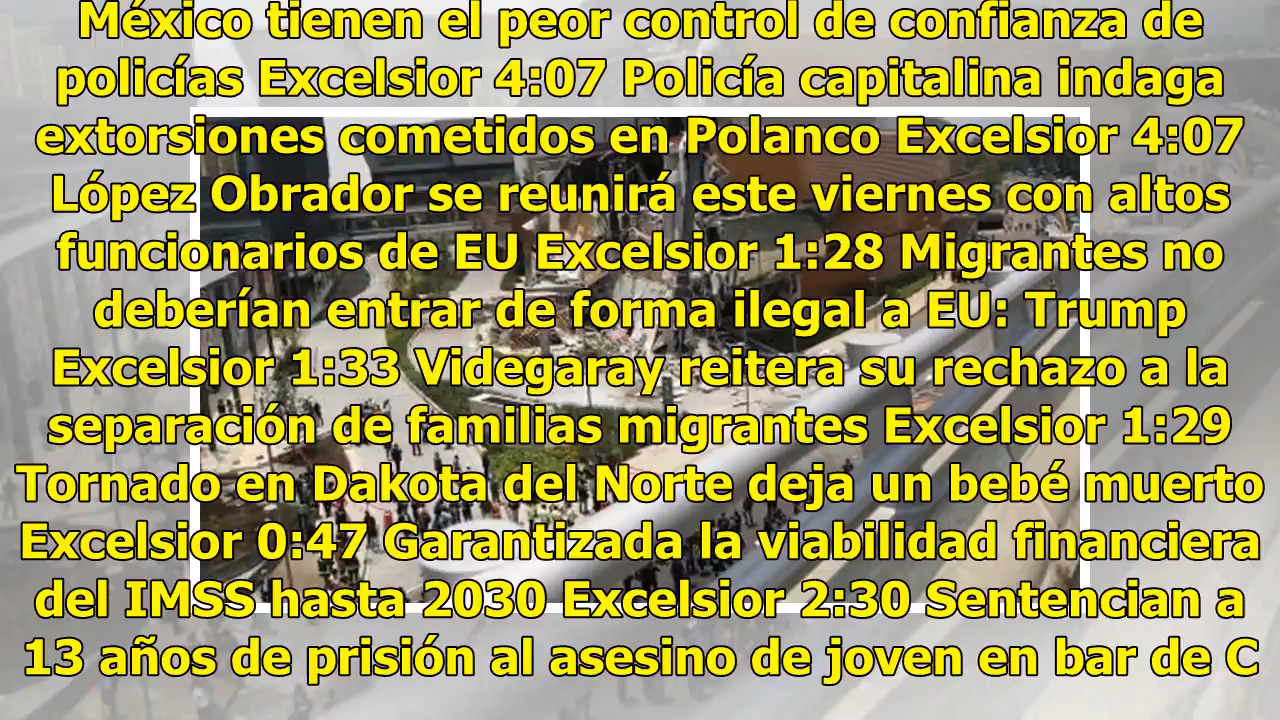 México tienen el peor control de confianza de
policías Excelsior 4:07 Policía capitalina indaga
extorsiones cometidos en Polanco Excelsior 4:07
López Obrador se reunirá este viernes con altos
funcionarios de EU Excelsior 1:28 Migrantes no
deberían entrar de forma ilegal a EU: Trump
Excelsior 1:33 Videgaray reitera su rechazo a la
separación de familias migrantes Excelsior 1:29
Tornado en Dakota del Norte deja un bebé muerto
Excelsior 0:47 Garantizada la viabilidad financiera
del IMSS hasta 2030 Excelsior 2:30 Sentencian a
13 años de prisión al asesino de joven en bar de C